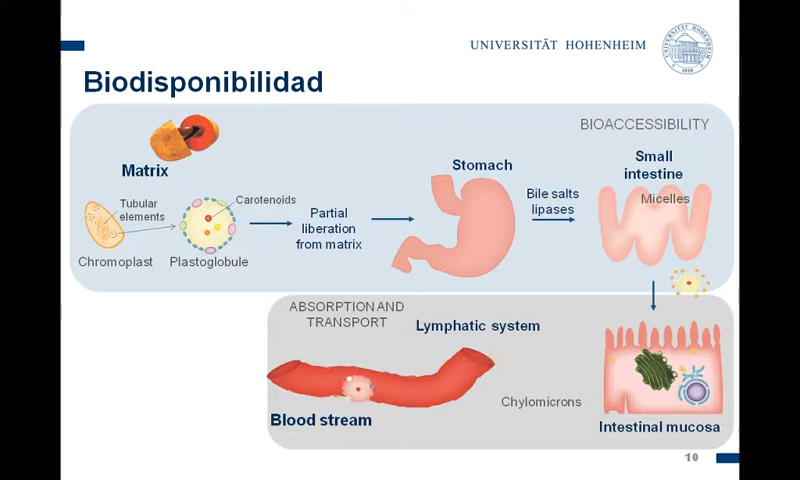 UNIVERSITÄT HOHENHEIM
Biodisponibilidad
BIOACCESSIBILITY
Matrix
Stomach
Small
intestine
Tubular
elements
Carotenoids
Partial
liberation
from matrix
Bile salts
lipases
Micelles
Chromoplast
Plastoglobule
ABSORPTION AND
TRANSPORT
Lymphatic system
Chylomicrons
Blood stream
Intestinal mucosa
10